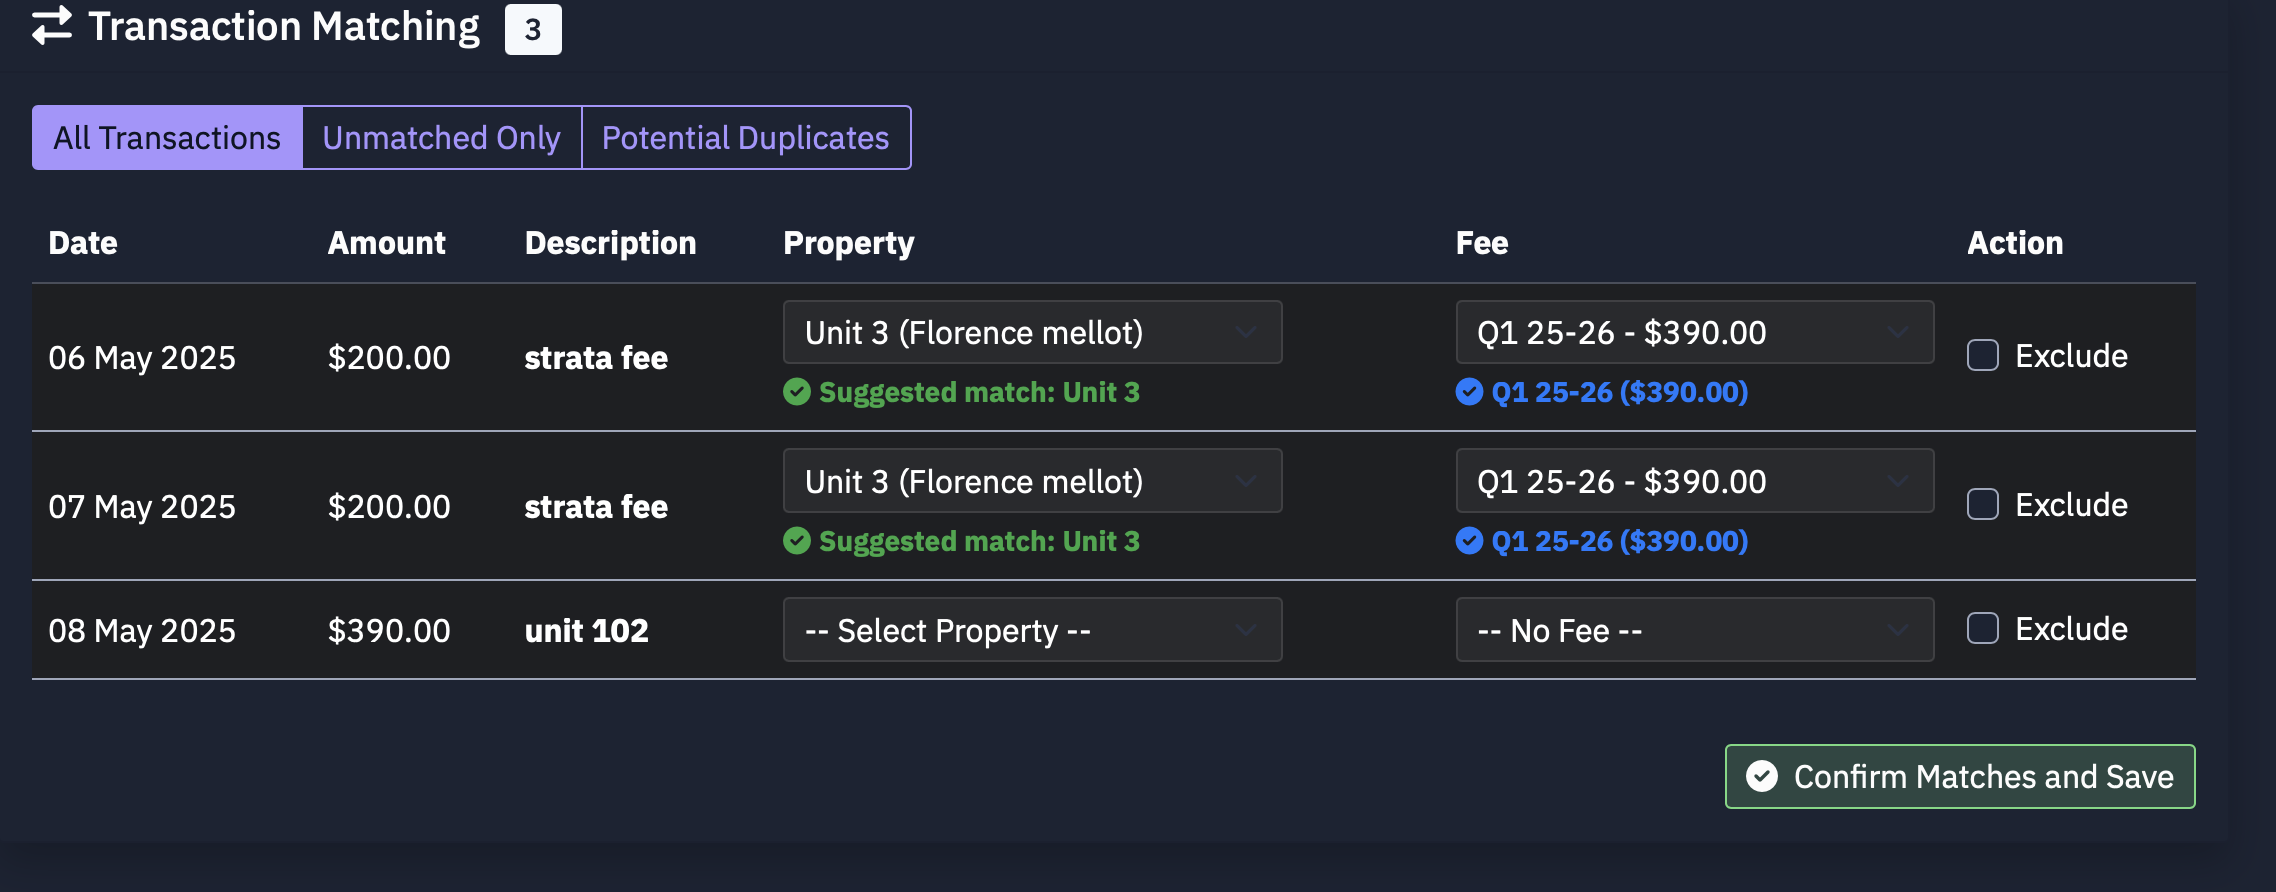 Transaction Matching 3
All Transactions Unmatched Only Potential Duplicates
Date Amount Description Property Fee Action
06 May 2025 $200.00 strata fee Unit 3 (Florence mellot) Q1 25-26 - $390.00 Exclude
Suggested match: Unit 3 Q1 25-26 ($390.00)
07 May 2025 $200.00 strata fee Unit 3 (Florence mellot) Q1 25-26 - $390.00 Exclude
Suggested match: Unit 3 Q1 25-26 ($390.00)
08 May 2025 $390.00 unit 102 -- Select Property -- -- No Fee -- Exclude
Confirm Matches and Save